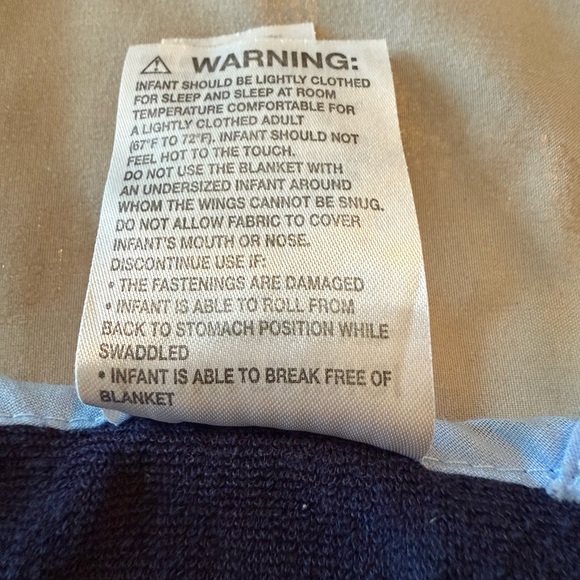 ⚠ WARNING:
INFANT SHOULD BE LIGHTLY CLOTHED
FOR SLEEP AND SLEEP AT ROOM
TEMPERATURE COMFORTABLE FOR
A LIGHTLY CLOTHED ADULT
(67°F TO 72°F). INFANT SHOULD NOT
FEEL HOT TO THE TOUCH.
DO NOT USE THE BLANKET WITH
AN UNDERSIZED INFANT AROUND
WHOM THE WINGS CANNOT BE SNUG.
DO NOT ALLOW FABRIC TO COVER
INFANT'S MOUTH OR NOSE.
DISCONTINUE USE IF:
• THE FASTENINGS ARE DAMAGED
• INFANT IS ABLE TO ROLL FROM
BACK TO STOMACH POSITION WHILE
SWADDLED
• INFANT IS ABLE TO BREAK FREE OF
BLANKET